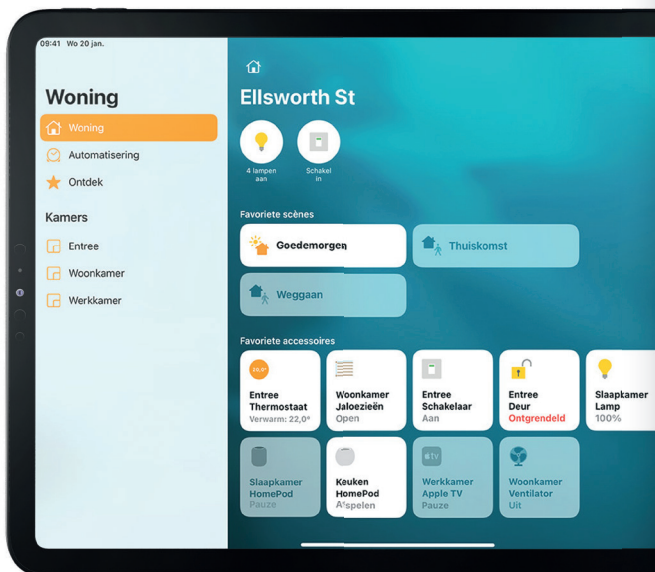 09:41 Wo 20 jan.
Woning
Woning
Automatisering
Ontdek
Kamers
Entree
Woonkamer
Werkkamer
Ellsworth St
4 lampen
aan
Schakel
in
Favoriete scènes
Goedemorgen
Thuiskomst
Weggaan
Favoriete accessoires
20,0°
Entree
Thermostaat
Verwarm: 22,0°
Woonkamer
Jaloezieën
Open
Entree
Schakelaar
Aan
Entree
Deur
Ontgrendeld
Slaapkamer
Lamp
100%
Slaapkamer
HomePod
Pauze
Keuken
HomePod
Afspelen
tv
Werkkamer
Apple TV
Pauze
Woonkamer
Ventilator
Uit